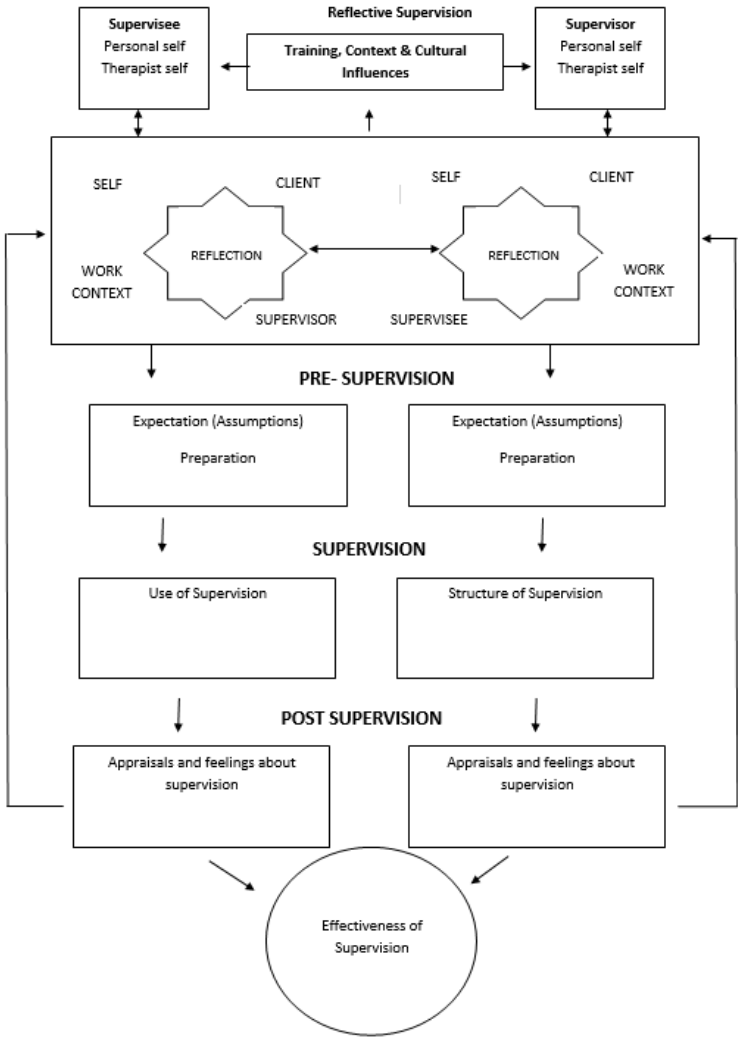 Reflective Supervision
Supervisee
Personal self
Therapist self
Training, Context & Cultural
Influences
Supervisor
Personal self
Therapist self
SELF
CLIENT
REFLECTION
WORK
CONTEXT
SUPERVISOR
SELF
CLIENT
REFLECTION
WORK
CONTEXT
SUPERVISEE
PRE- SUPERVISION
Expectation (Assumptions)
Preparation
Expectation (Assumptions)
Preparation
SUPERVISION
Use of Supervision
Structure of Supervision
POST SUPERVISION
Appraisals and feelings about
supervision
Appraisals and feelings about
supervision
Effectiveness of
Supervision